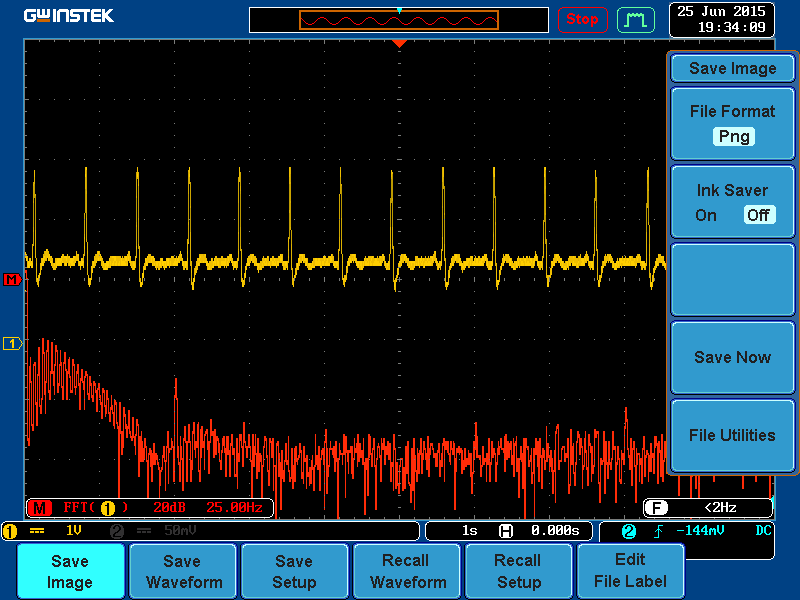 GWINSTEK
Stop
25 Jun 2015
19:34:09
Save Image
File Format
Png
Ink Saver
On Off
Save Now
File Utilities
M
1
M FFT( 1 ) 20dB 25.00Hz
F <2Hz
1 1V 2 50mV
1s H 0.000s
2 -144mV DC
Save
Image
Save
Waveform
Save
Setup
Recall
Waveform
Recall
Setup
Edit
File Label